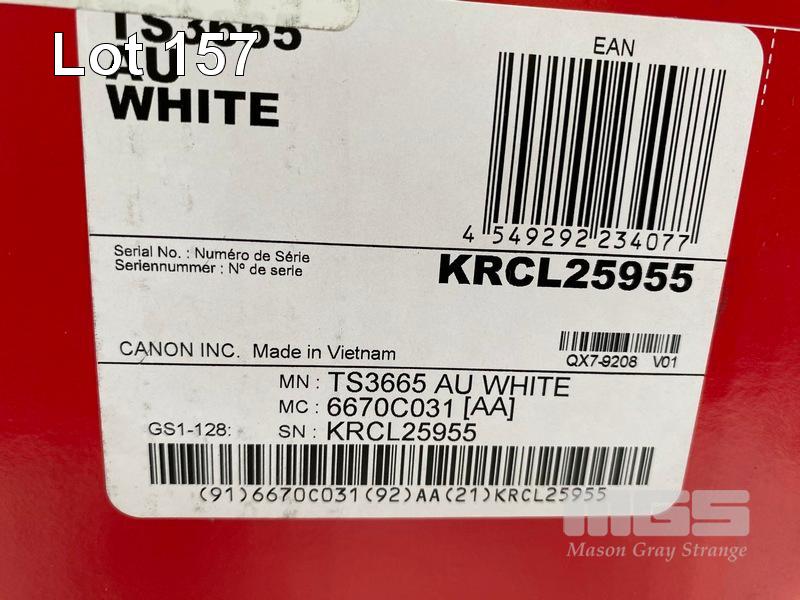 Lot 157
TS3665
AU
WHITE
EAN
4 549292 234077
Serial No. : Numéro de Série
Seriennummer : Nº de serie
KRCL25955
CANON INC. Made in Vietnam
QX7-9208 V01
MN : TS3665 AU WHITE
MC : 6670C031 [AA]
GS1-128: SN : KRCL25955
(91)6670C031(92)AA(21)KRCL25955
MGS
Mason Gray Strange